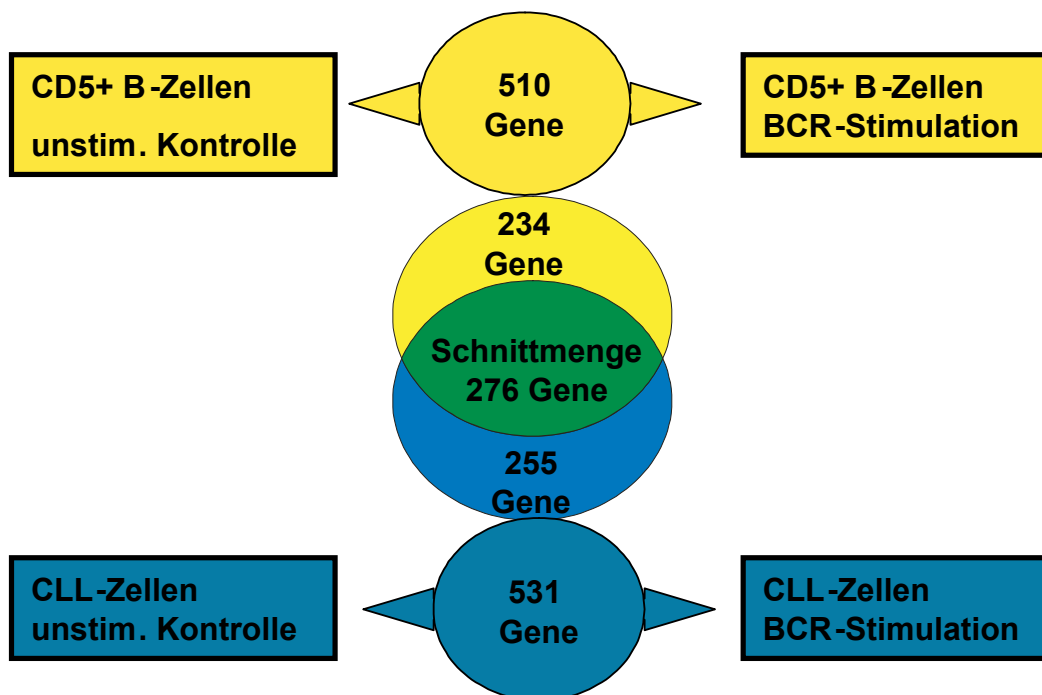 CD5+ B-Zellen
unstim. Kontrolle
510
Gene
CD5+ B-Zellen
BCR-Stimulation
234
Gene
Schnittmenge
276 Gene
255
Gene
CLL-Zellen
unstim. Kontrolle
531
Gene
CLL-Zellen
BCR-Stimulation